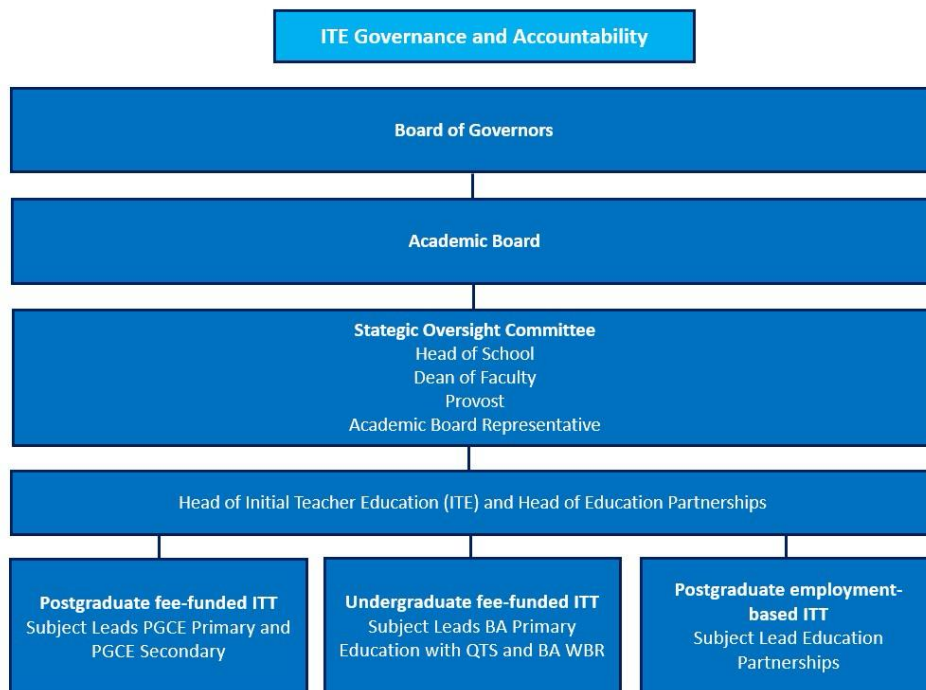 ITE Governance and Accountability
Board of Governors
Academic Board
Stategic Oversight Committee
Head of School
Dean of Faculty
Provost
Academic Board Representative
Head of Initial Teacher Education (ITE) and Head of Education Partnerships
Postgraduate fee-funded ITT
Subject Leads PGCE Primary and
PGCE Secondary
Undergraduate fee-funded ITT
Subject Leads BA Primary
Education with QTS and BA WBR
Postgraduate employment-
based ITT
Subject Lead Education
Partnerships